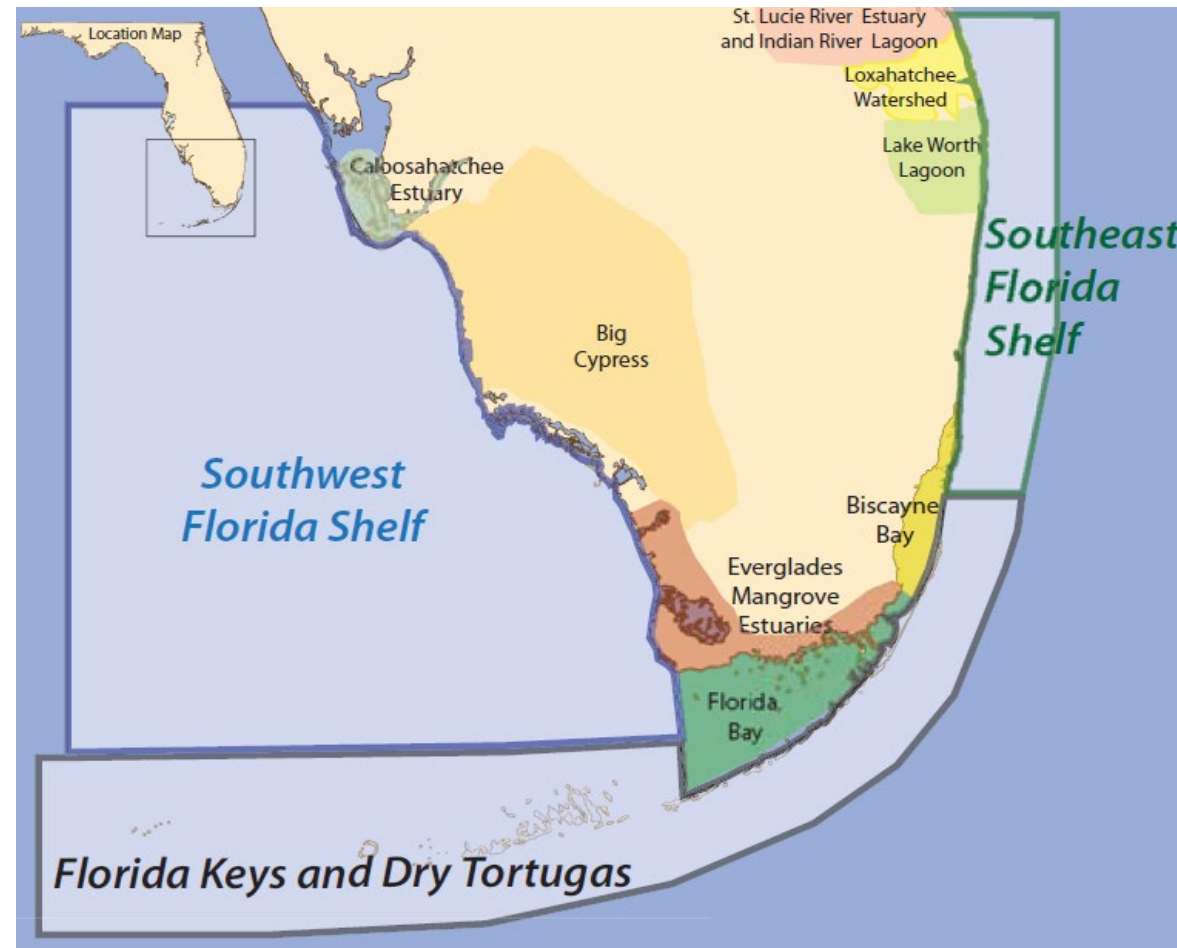 Location Map
St. Lucie River Estuary
and Indian River Lagoon
Loxahatchee
Watershed
Lake Worth
Lagoon
Caloosahatchee
Estuary
Southeast
Florida
Shelf
Big
Cypress
Southwest
Florida Shelf
Biscayne
Bay
Everglades
Mangrove
Estuaries
Florida
Bay
Florida Keys and Dry Tortugas